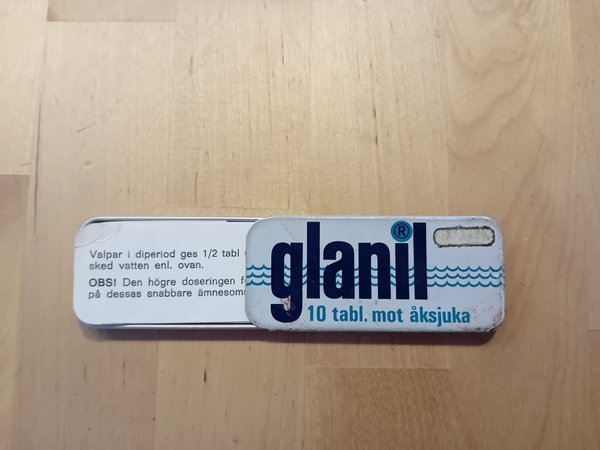 Valpar i diperiod ges 1/2 tabl
sked vatten enl. ovan.
OBS! Den högre doseringen
på dessas snabbare ämnesom
glanil®
10 tabl. mot åksjuka